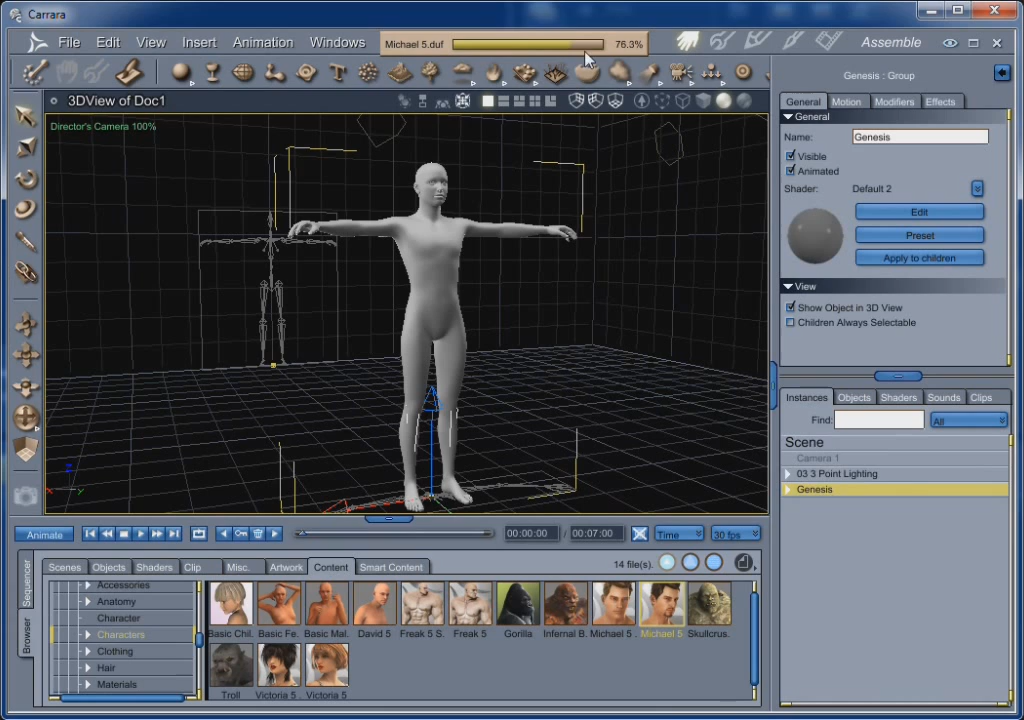 Carrara
File Edit View Insert Animation Windows
Michael 5.duf 76.3%
Assemble
3DView of Doc1
Director's Camera 100%
Genesis : Group
General Motion Modifiers Effects
General
Name: Genesis
Visible
Animated
Shader: Default 2
Edit
Preset
Apply to children
View
Show Object in 3D View
Children Always Selectable
Instances Objects Shaders Sounds Clips
Find: All
Scene
Camera 1
03 3 Point Lighting
Genesis
Animate 00:00:00 / 00:07:00 Time 30 fps
Sequencer
Browser
Scenes Objects Shaders Clip Misc. Artwork Content Smart Content 14 file(s).
Accessories
Anatomy
Character
Characters
Clothing
Hair
Materials
Basic Chil. Basic Fe. Basic Mal. David 5 Freak 5 S. Freak 5 Gorilla Infernal B. Michael 5 . Michael 5 Skullcrus.
Troll Victoria 5 . Victoria 5